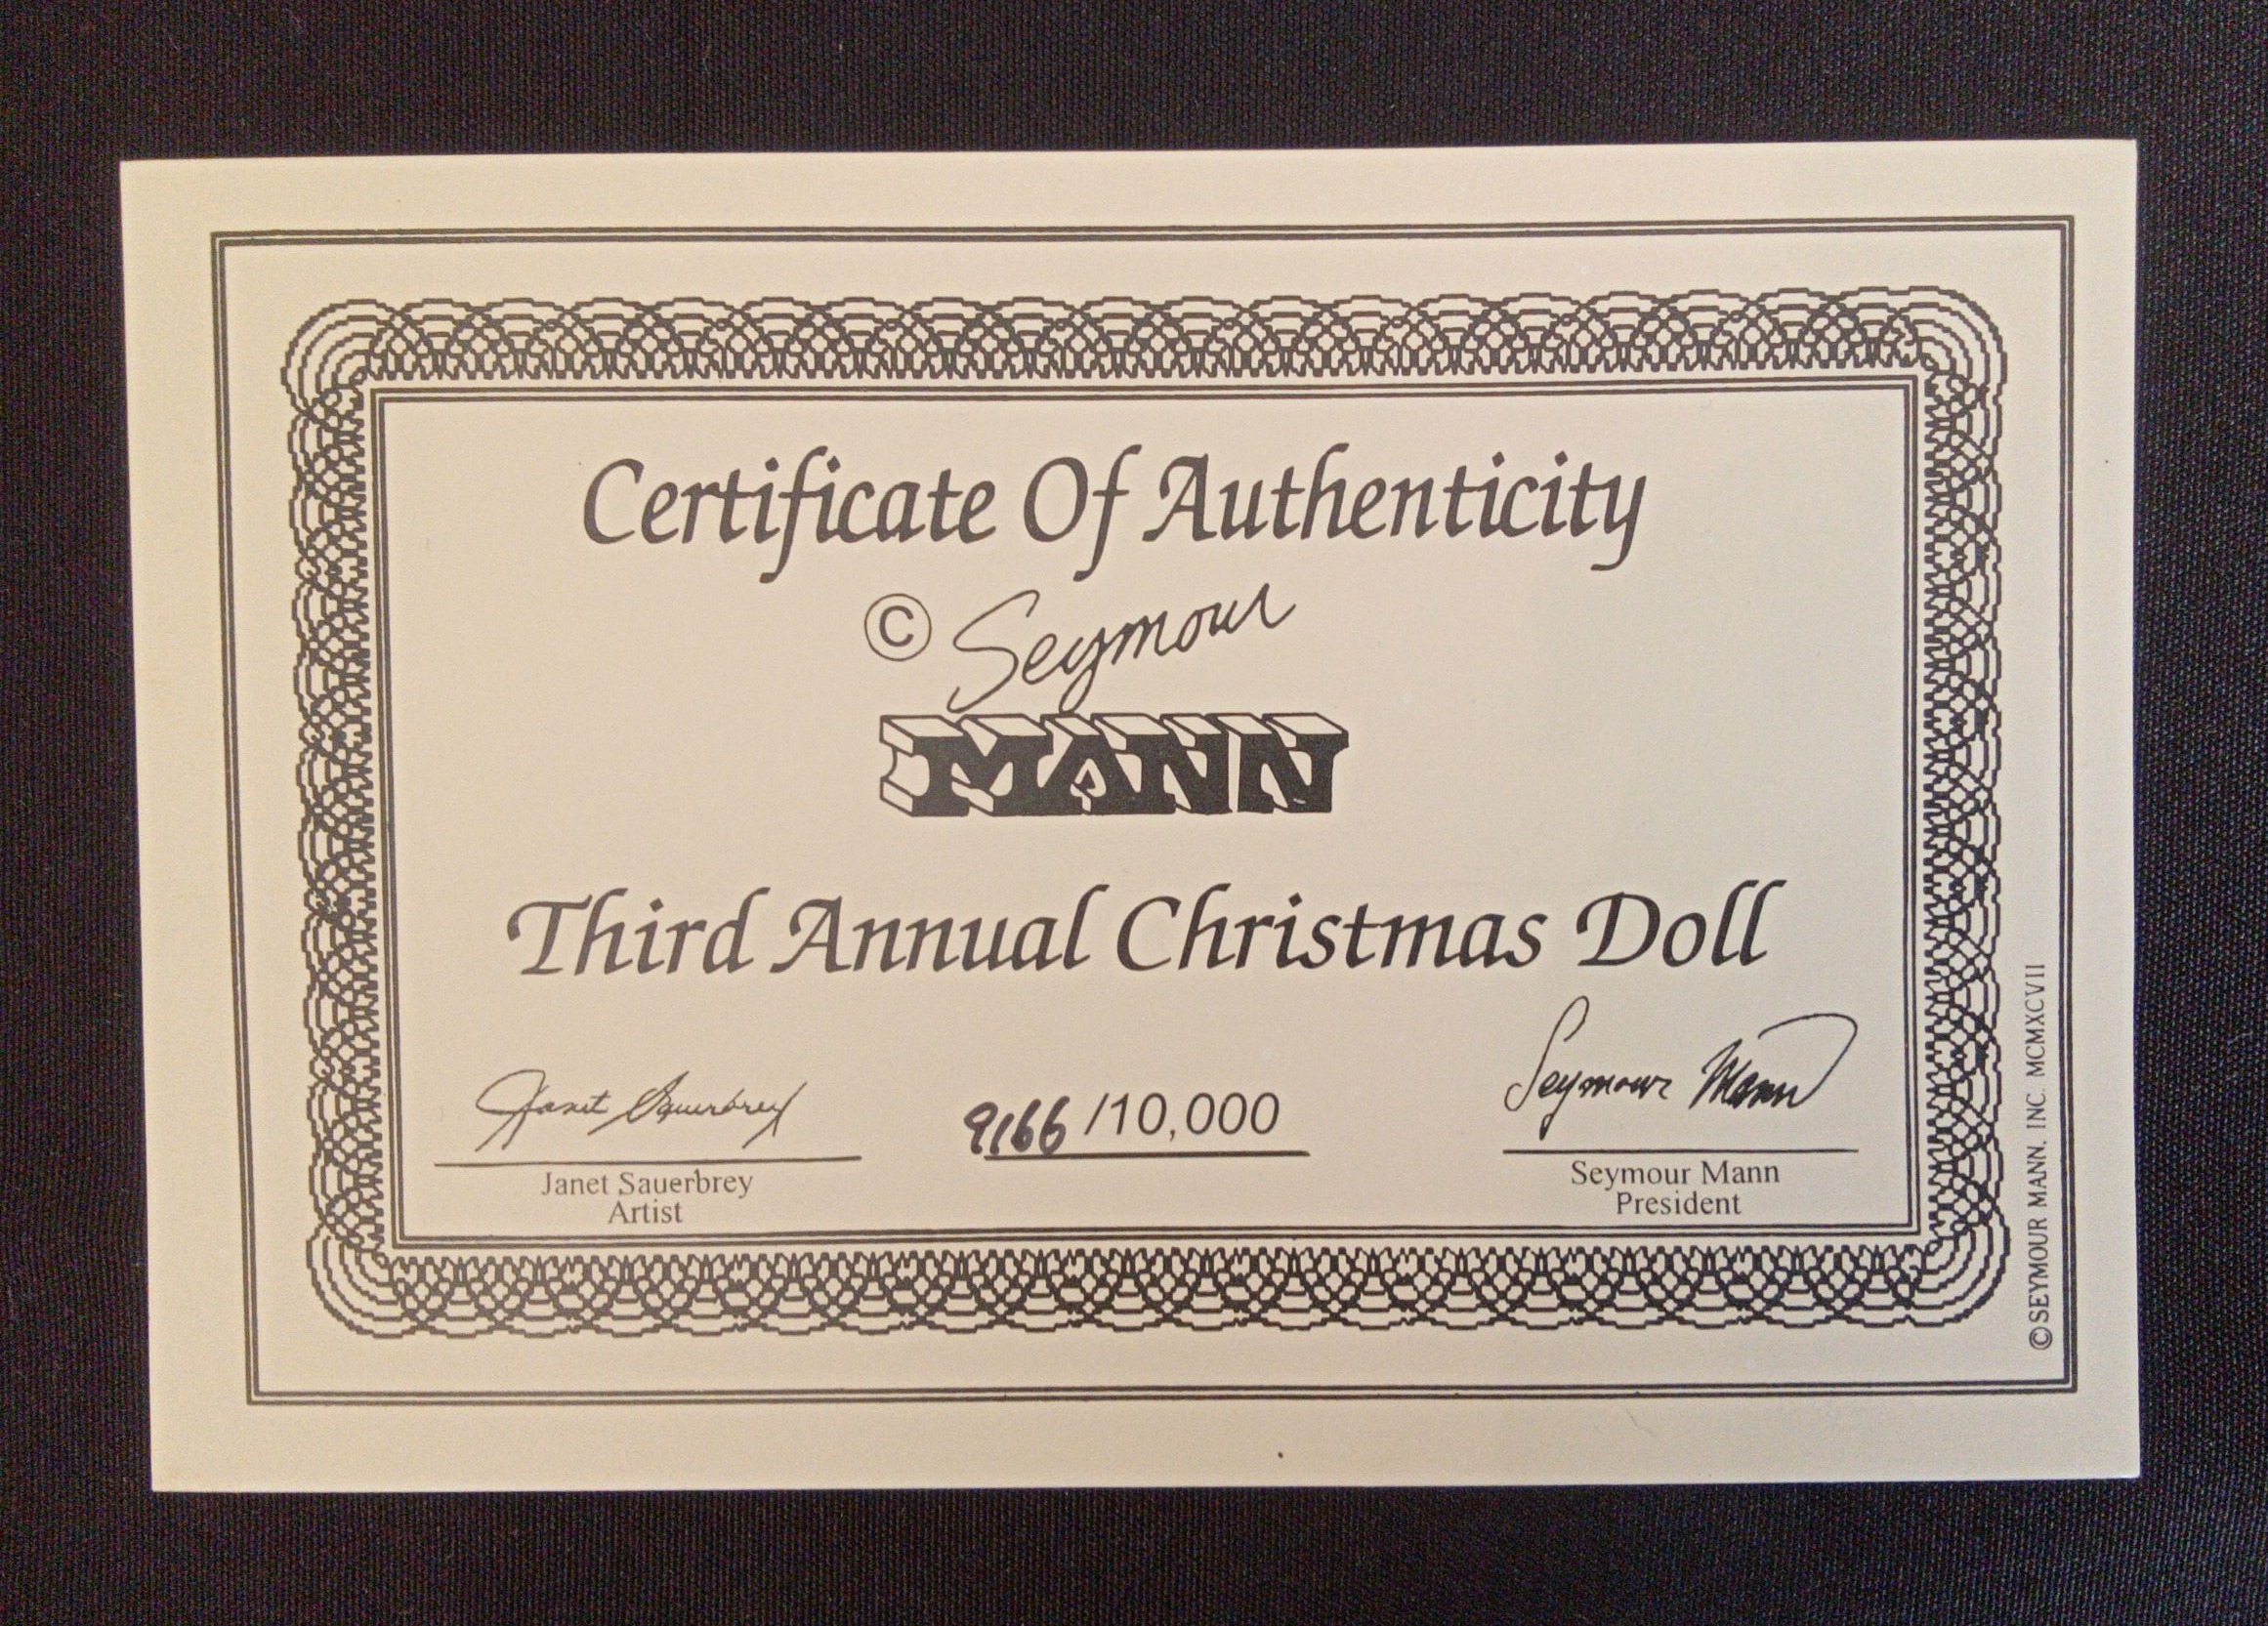 Certificate Of Authenticity
© Seymour
MANN
Third Annual Christmas Doll
Janet Sauerbrey
9166 /10,000
Seymour Mann
Janet Sauerbrey
Artist
Seymour Mann
President
©SEYMOUR MANN, INC. MCMXCVII